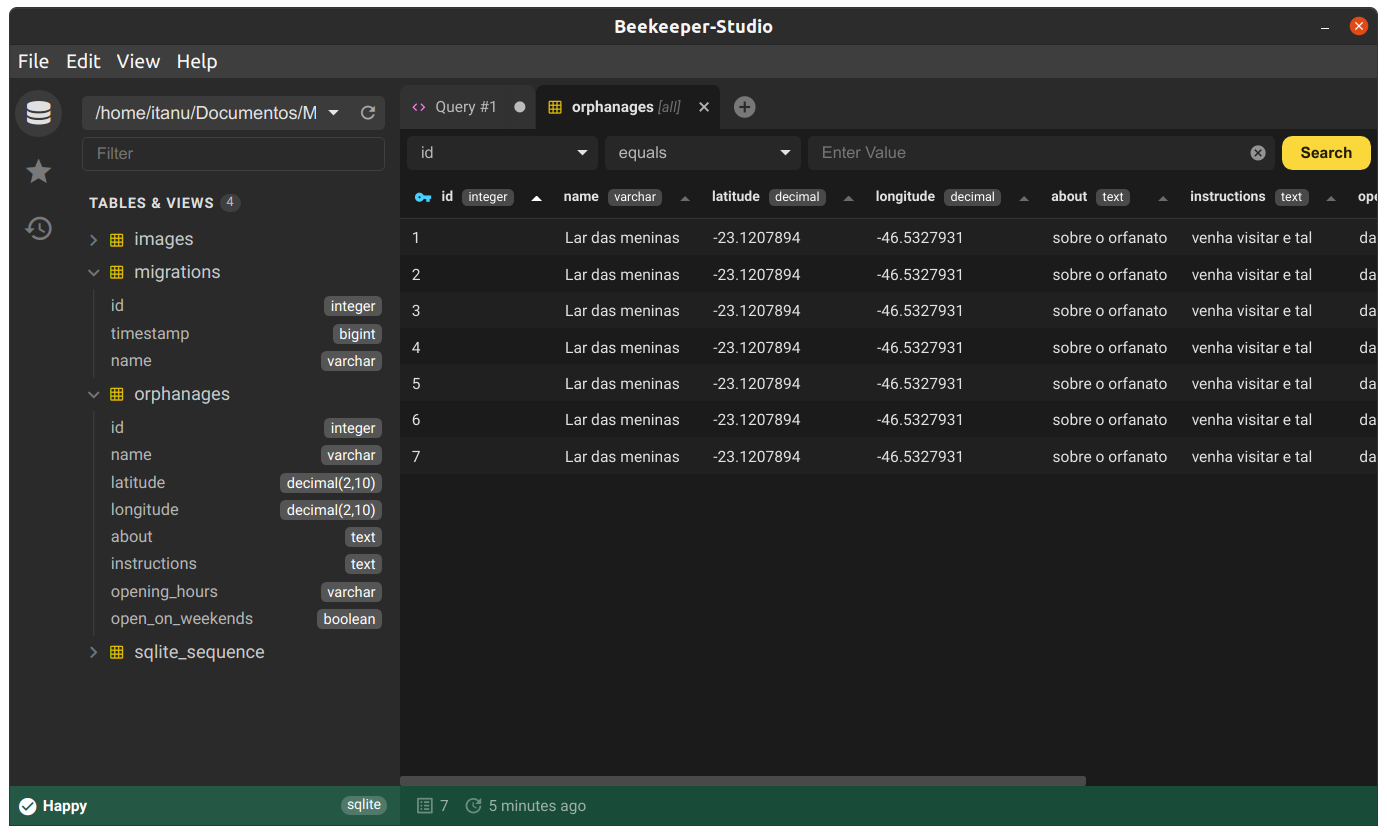 Beekeeper-Studio
File Edit View Help
/home/itanu/Documentos/M
Filter
TABLES & VIEWS 4
images
migrations
id integer
timestamp bigint
name varchar
orphanages
id integer
name varchar
latitude decimal(2,10)
longitude decimal(2,10)
about text
instructions text
opening_hours varchar
open_on_weekends boolean
sqlite_sequence
Query #1 orphanages [all]
id equals Enter Value Search
id integer name varchar latitude decimal longitude decimal about text instructions text ope
1 Lar das meninas -23.1207894 -46.5327931 sobre o orfanato venha visitar e tal da
2 Lar das meninas -23.1207894 -46.5327931 sobre o orfanato venha visitar e tal da
3 Lar das meninas -23.1207894 -46.5327931 sobre o orfanato venha visitar e tal da
4 Lar das meninas -23.1207894 -46.5327931 sobre o orfanato venha visitar e tal da
5 Lar das meninas -23.1207894 -46.5327931 sobre o orfanato venha visitar e tal da
6 Lar das meninas -23.1207894 -46.5327931 sobre o orfanato venha visitar e tal da
7 Lar das meninas -23.1207894 -46.5327931 sobre o orfanato venha visitar e tal da
Happy sqlite 7 5 minutes ago